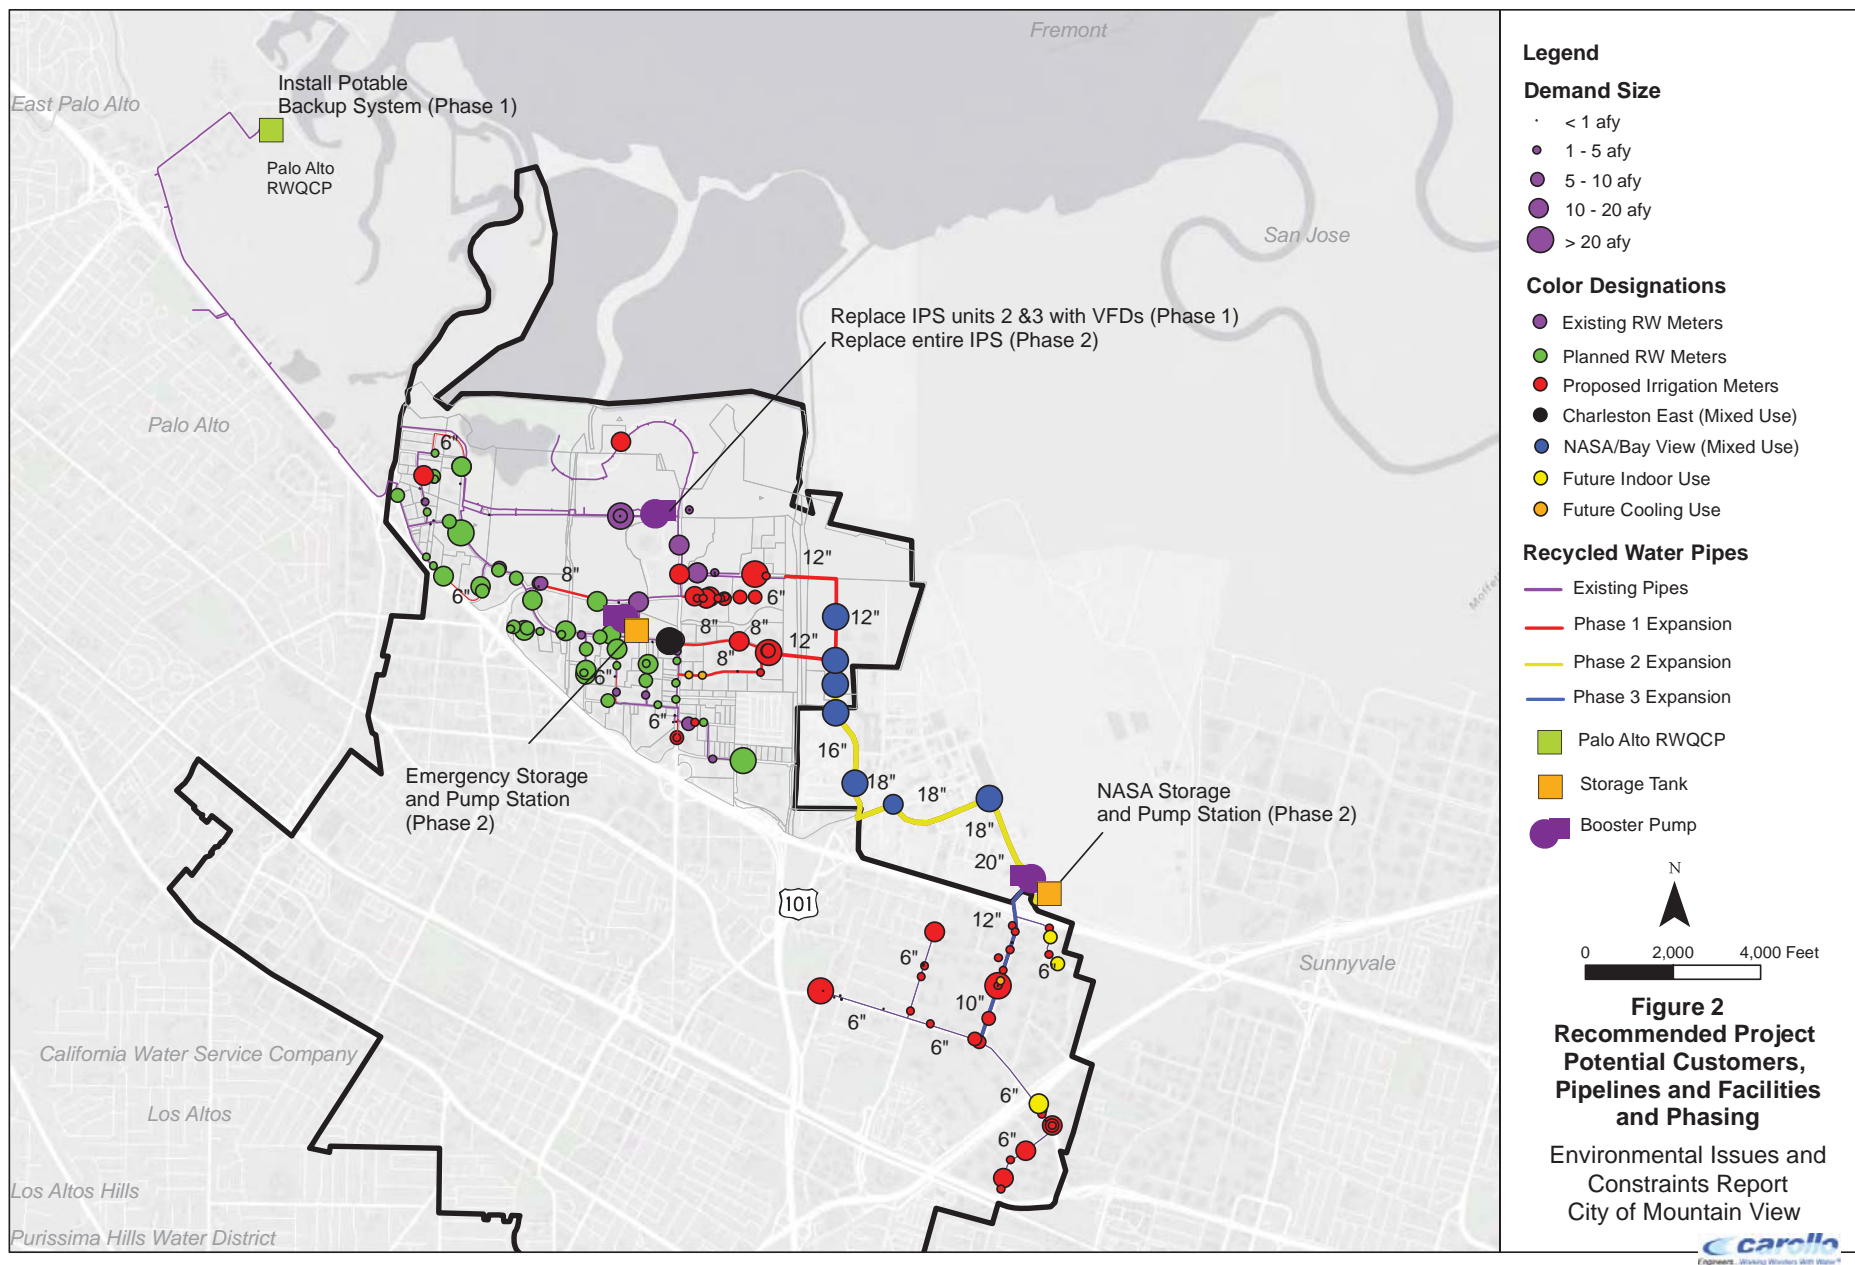 Fremont
East Palo Alto
Install Potable
Backup System (Phase 1)
Palo Alto
RWQCP
San Jose
Replace IPS units 2 &3 with VFDs (Phase 1)
Replace entire IPS (Phase 2)
Palo Alto
6"
12"
8"
6"
6"
12"
8"
8"
12"
8"
6"
6"
16"
18"
18"
18"
20"
Emergency Storage
and Pump Station
(Phase 2)
NASA Storage
and Pump Station (Phase 2)
101
12"
6"
6"
10"
6"
6"
Sunnyvale
California Water Service Company
6"
Los Altos
6"
Los Altos Hills
Purissima Hills Water District
Legend
Demand Size
< 1 afy
1 - 5 afy
5 - 10 afy
10 - 20 afy
> 20 afy
Color Designations
Existing RW Meters
Planned RW Meters
Proposed Irrigation Meters
Charleston East (Mixed Use)
NASA/Bay View (Mixed Use)
Future Indoor Use
Future Cooling Use
Recycled Water Pipes
Existing Pipes
Phase 1 Expansion
Phase 2 Expansion
Phase 3 Expansion
Palo Alto RWQCP
Storage Tank
Booster Pump
N
0 2,000 4,000 Feet
Figure 2
Recommended Project
Potential Customers,
Pipelines and Facilities
and Phasing
Environmental Issues and
Constraints Report
City of Mountain View
carollo
Engineers...Working Wonders With Water